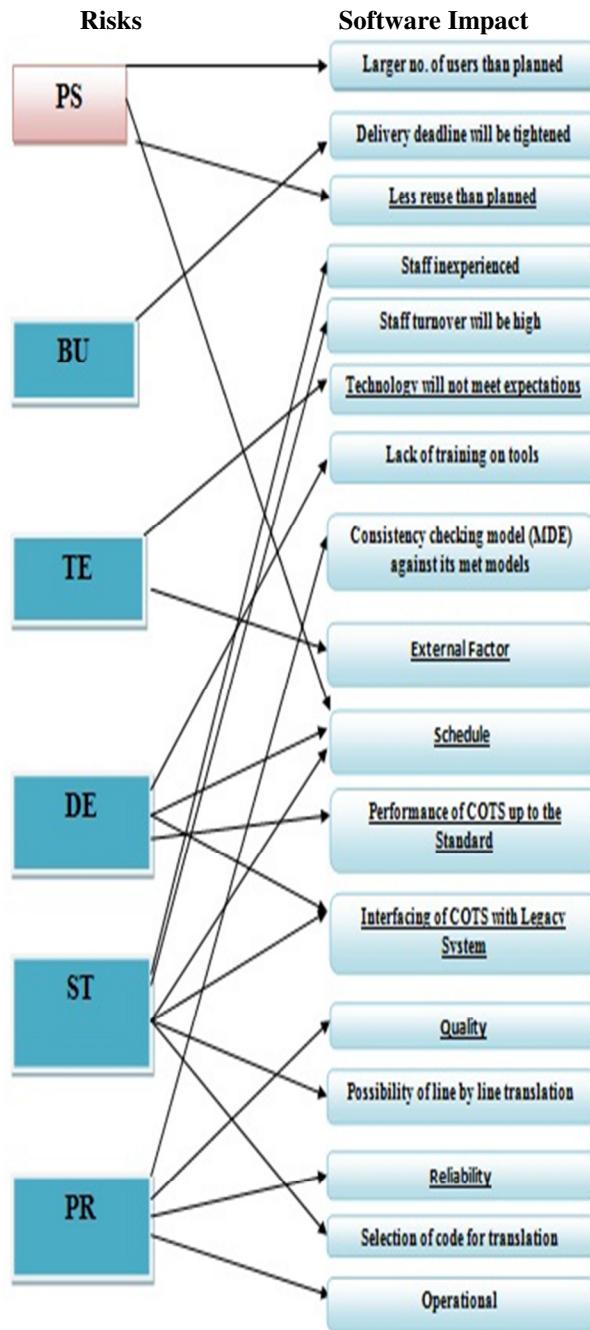 Risks
Software Impact
PS
BU
TE
DE
ST
PR
Larger no. of users than planned
Delivery deadline will be tightened
Less reuse than planned
Staff inexperienced
Staff turnover will be high
Technology will not meet expectations
Lack of training on tools
Consistency checking model (MDE)
against its met models
External Factor
Schedule
Performance of COTS up to the
Standard
Interfacing of COTS with Legacy
System
Quality
Possibility of line by line translation
Reliability
Selection of code for translation
Operational